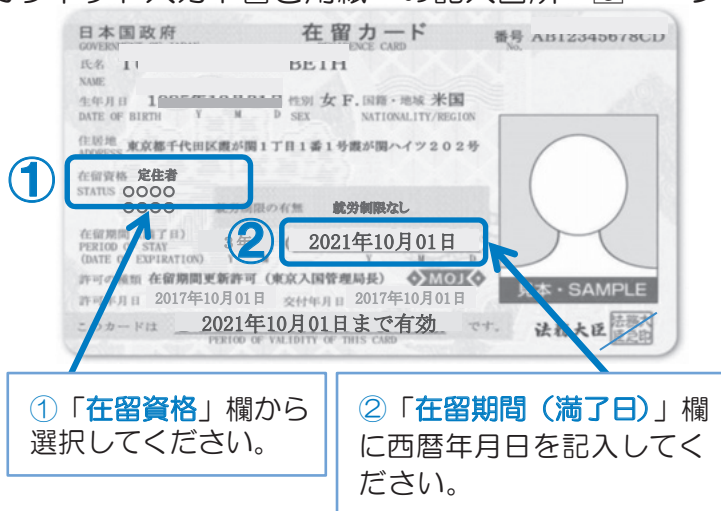 日本国政府 在留カード 番号 AB12345678CD
GOVERNMENT CARD No.
氏名 BETH
NAME
生年月日 性別 女 F. 国籍・地域 米国
DATE OF BIRTH Y M D SEX NATIONALITY/REGION
住居地 東京都千代田区霞が関1丁目1番1号霞が関ハイツ202号
ADDRESS
① 在留資格 定住者
STATUS ○○○○
○○○○
就労制限の有無 就労制限なし
② 2021年10月01日
PERIOD OF STAY
(DATE OF EXPIRATION)
許可の種類 在留期間更新許可(東京入国管理局長) MOJ
許可年月日 2017年10月01日 交付年月日 2017年10月01日
見本・SAMPLE
このカードは 2021年10月01日まで有効 です。
PERIOD OF VALIDITY OF THIS CARD
法務大臣
①「在留資格」欄から
選択してください。
②「在留期間(満了日)」欄
に西暦年月日を記入してく
ださい。